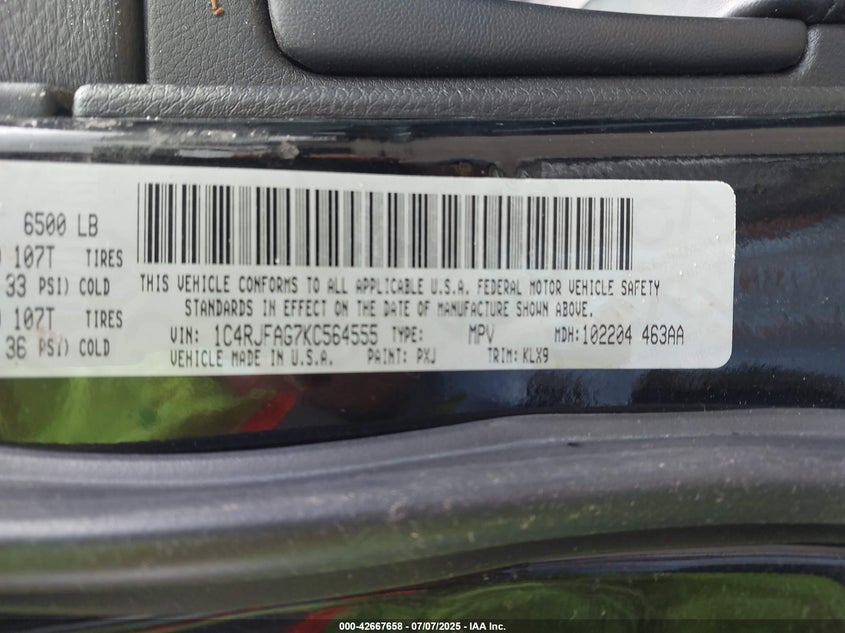 6500 LB
107T TIRES
33 PSI) COLD
107T TIRES
36 PSI) COLD
THIS VEHICLE CONFORMS TO ALL APPLICABLE U.S.A. FEDERAL MOTOR VEHICLE SAFETY
STANDARDS IN EFFECT ON THE DATE OF MANUFACTURE SHOWN ABOVE.
VIN: 1C4RJFAG7KC564555 TYPE: MPV MDH:102204 463AA
VEHICLE MADE IN U.S.A. PAINT: PXJ TRIM: KLX9
000-42667658 - 07/07/2025 - IAA Inc.